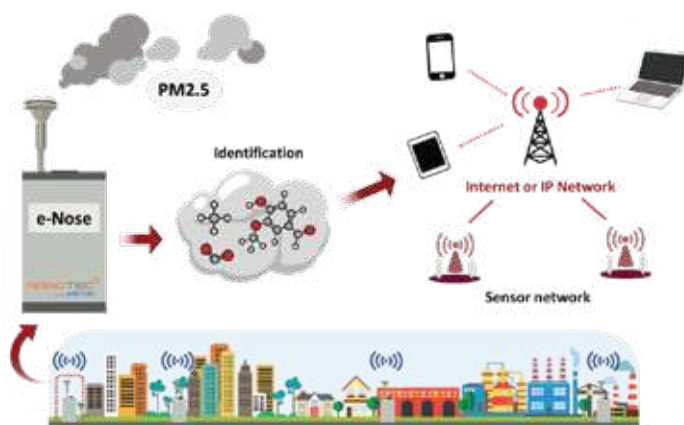 PM2.5
Identification
e-Nose
Internet or IP Network
Sensor network